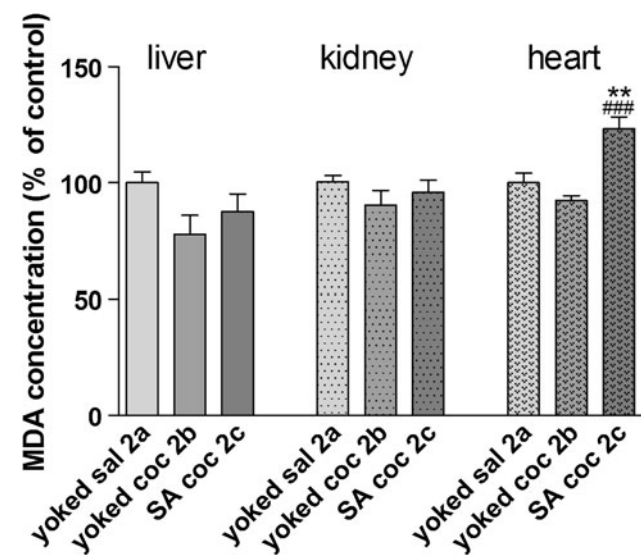 liver kidney heart
MDA concentration (% of control)
150
100
50
0
**
###
yoked sal 2a
yoked coc 2b
SA coc 2c
yoked sal 2a
yoked coc 2b
SA coc 2c
yoked sal 2a
yoked coc 2b
SA coc 2c